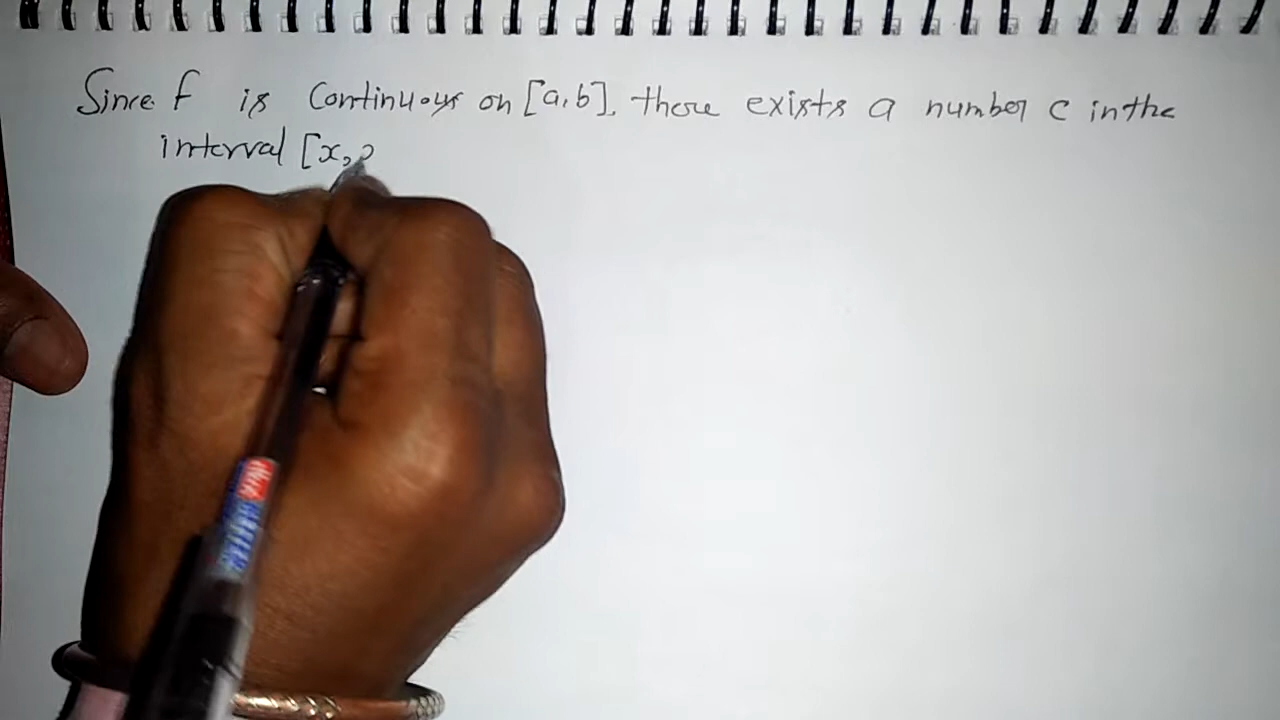 Since f is Continuous on [a,b], there exists a number c in the
interval [x,